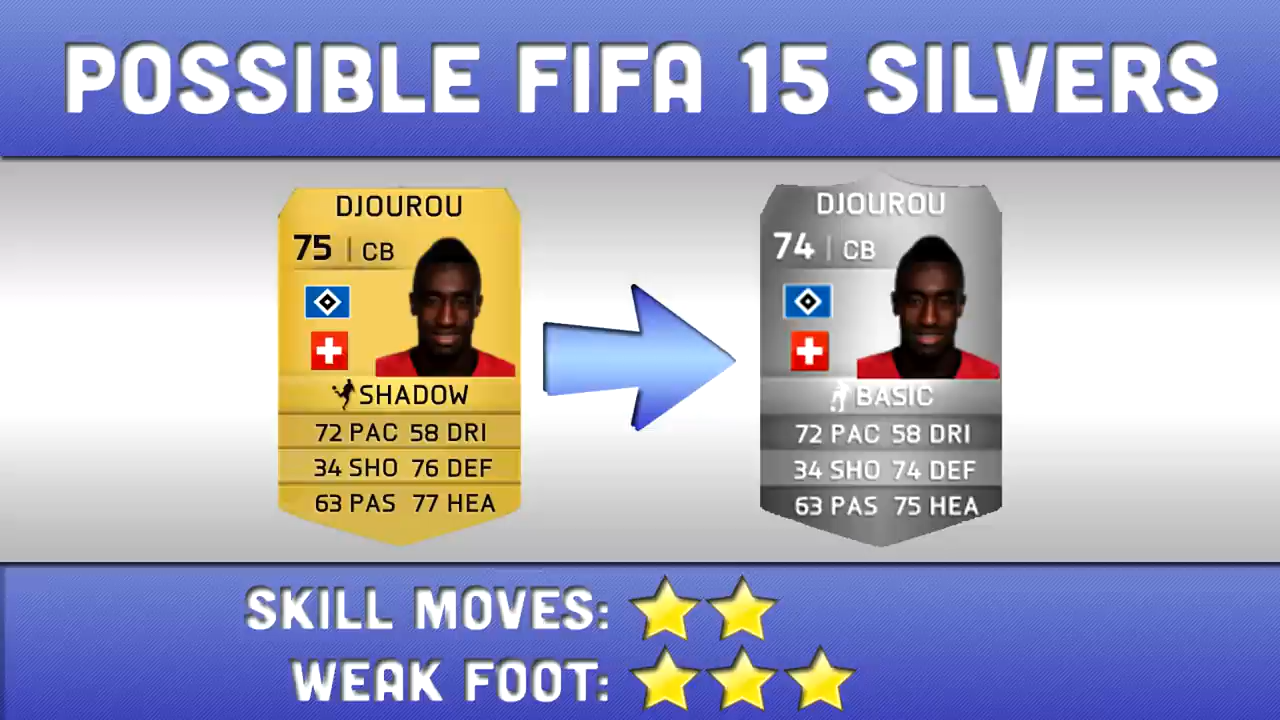 POSSIBLE FIFA 15 SILVERS
DJOUROU
75 | CB
SHADOW
72 PAC 58 DRI
34 SHO 76 DEF
63 PAS 77 HEA
DJOUROU
74 | CB
BASIC
72 PAC 58 DRI
34 SHO 74 DEF
63 PAS 75 HEA
SKILL MOVES:
WEAK FOOT: